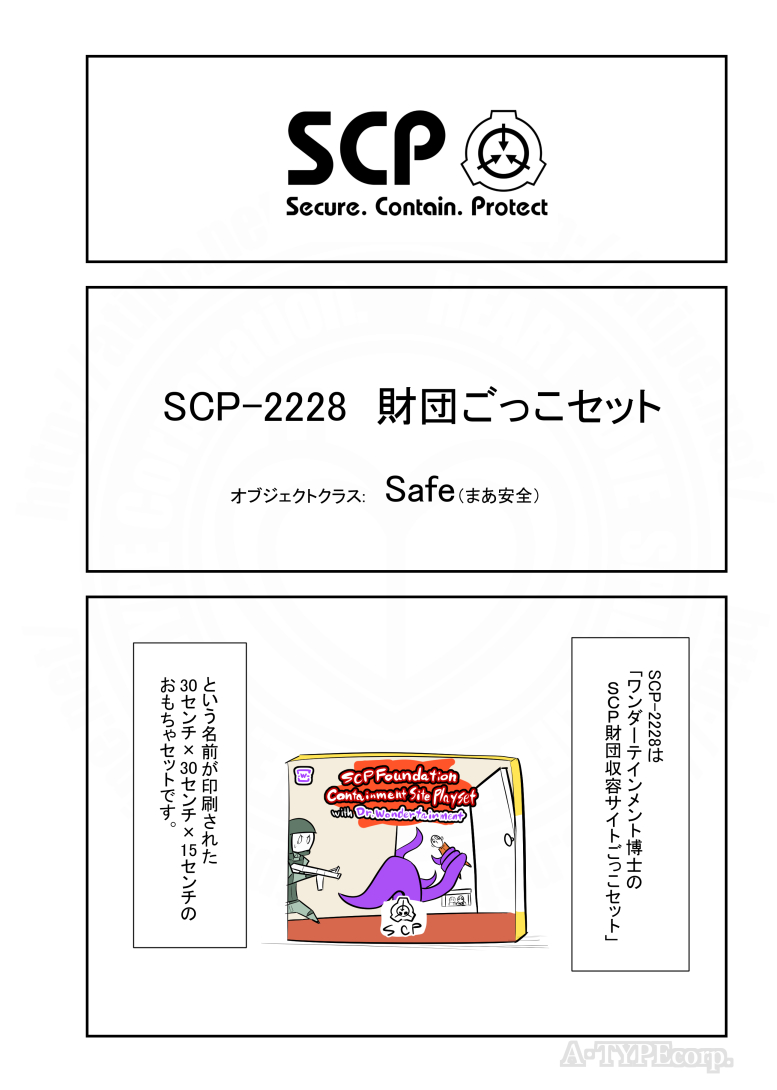 SCP
Secure. Contain. Protect
SCP-2228 財団ごっこセット
オブジェクトクラス: Safe(まあ安全)
SCP-2228は
「ワンダーテインメント博士の
SCP財団収容サイトごっこセット」
W
SCP Foundation
Containment Site Playset
with Dr.Wondertainment
SCP
という名前が印刷された
30センチ×30センチ×15センチの
おもちゃセットです。
A-TYPEcorp.